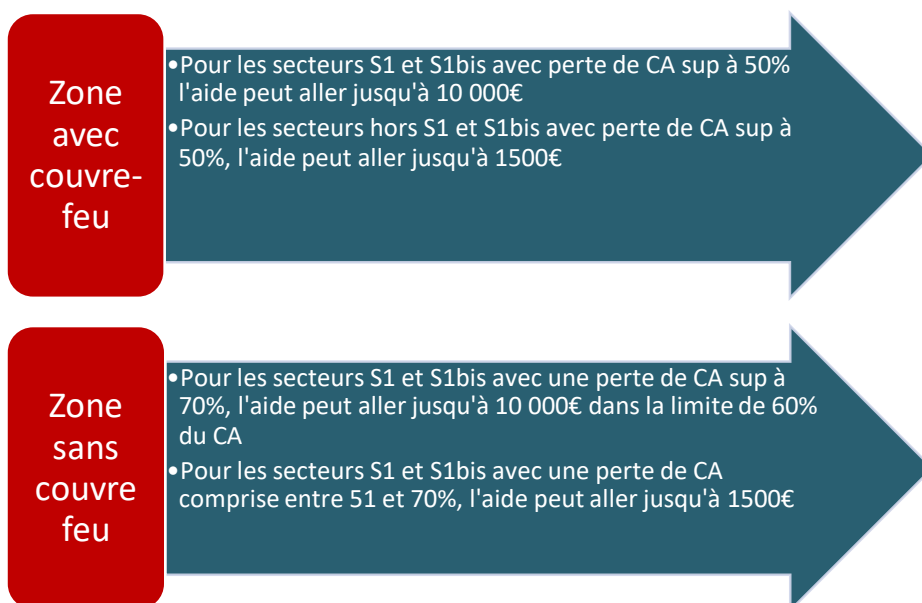 Zone
avec
couvre-
feu
•Pour les secteurs S1 et S1bis avec perte de CA sup à 50%
l'aide peut aller jusqu'à 10 000€
•Pour les secteurs hors S1 et S1bis avec perte de CA sup à
50%, l'aide peut aller jusqu'à 1500€
Zone
sans
couvre
feu
•Pour les secteurs S1 et S1bis avec une perte de CA sup à
70%, l'aide peut aller jusqu'à 10 000€ dans la limite de 60%
du CA
•Pour les secteurs S1 et S1bis avec une perte de CA
comprise entre 51 et 70%, l'aide peut aller jusqu'à 1500€